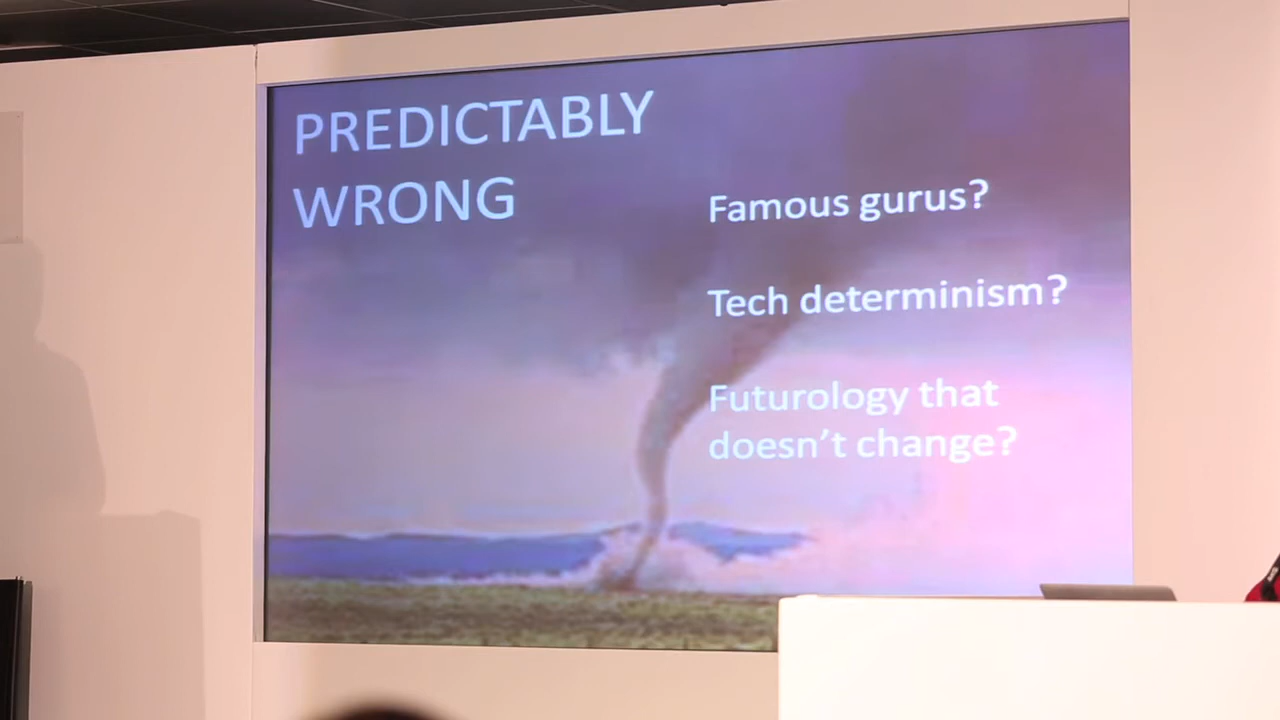 PREDICTABLY
WRONG
Famous gurus?
Tech determinism?
Futurology that
doesn't change?